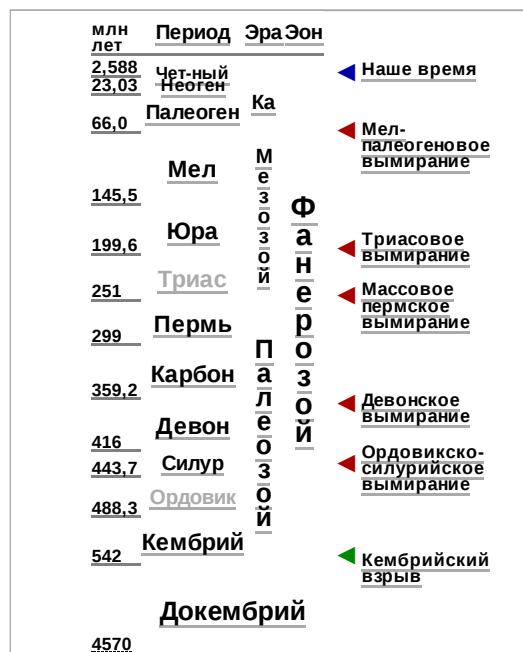 млн
лет
Период Эра Эон
2,588
Чет-ный
Наше время
23,03
Неоген
Палеоген
Ка
66,0
Мел-
палеогеновое
вымирание
Мел
Мезозой
145,5
Фанерозой
Юра
199,6
Триасовое
вымирание
Триас
251
Массовое
пермское
вымирание
Пермь
299
Палеозой
Карбон
359,2
Девонское
вымирание
Девон
416
Силур
443,7
Ордовикско-
силурийское
вымирание
Ордовик
488,3
Кембрий
542
Кембрийский
взрыв
Докембрий
4570